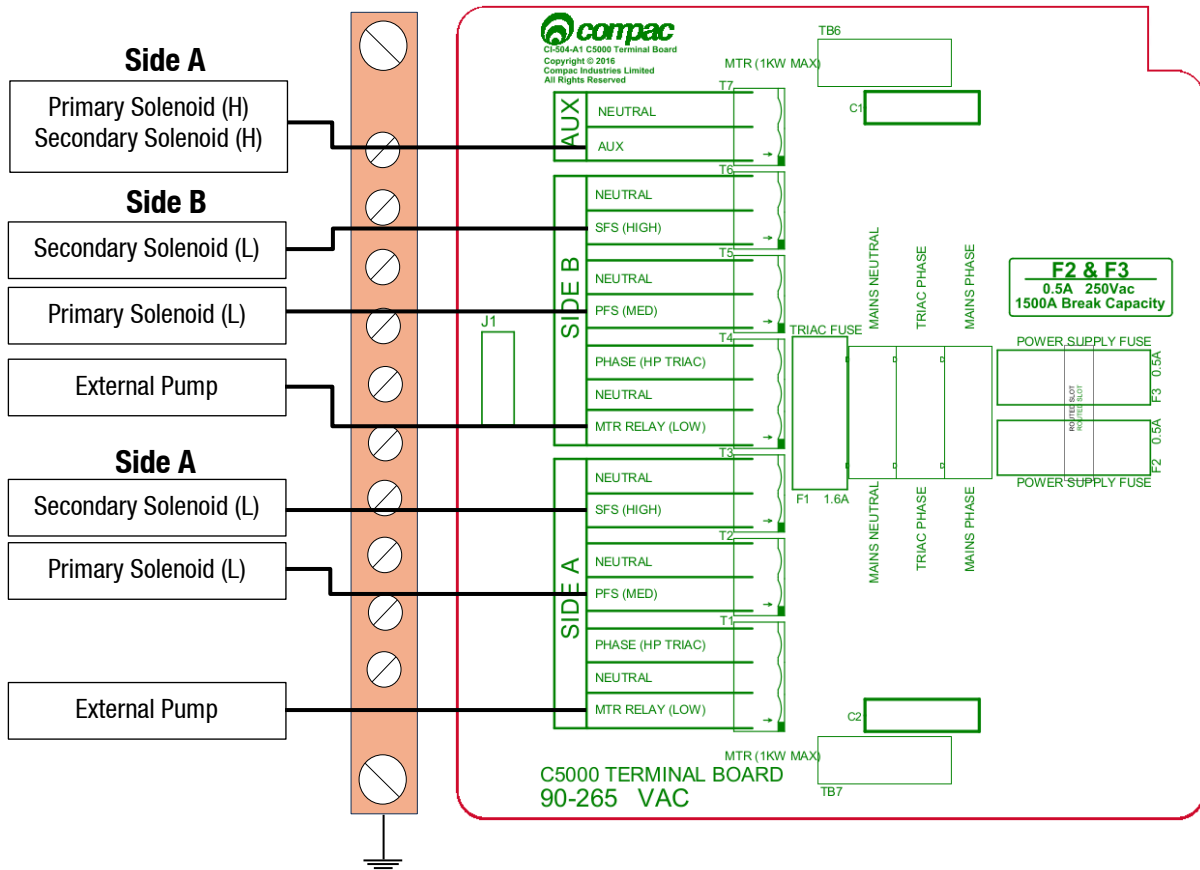 Side A
Primary Solenoid (H)
Secondary Solenoid (H)
Side B
Secondary Solenoid (L)
Primary Solenoid (L)
External Pump
Side A
Secondary Solenoid (L)
Primary Solenoid (L)
External Pump
compac
CI-504-A1 C5000 Terminal Board
Copyright © 2016
Compac Industries Limited
All Rights Reserved
TB6
MTR (1KW MAX)
C1
T7
AUX
NEUTRAL
AUX
T6
SIDE B
NEUTRAL
SFS (HIGH)
T5
NEUTRAL
PFS (MED)
T4
PHASE (HP TRIAC)
NEUTRAL
MTR RELAY (LOW)
J1
T3
SIDE A
NEUTRAL
SFS (HIGH)
T2
NEUTRAL
PFS (MED)
T1
PHASE (HP TRIAC)
NEUTRAL
MTR RELAY (LOW)
TRIAC FUSE
F1 1.6A
MAINS NEUTRAL
TRIAC PHASE
MAINS PHASE
MAINS NEUTRAL
TRIAC PHASE
MAINS PHASE
F2 & F3
0.5A 250Vac
1500A Break Capacity
POWER SUPPLY FUSE
F3 0.5A
ROUTED SLOT
ROUTED SLOT
F2 0.5A
POWER SUPPLY FUSE
C2
MTR (1KW MAX)
TB7
C5000 TERMINAL BOARD
90-265 VAC